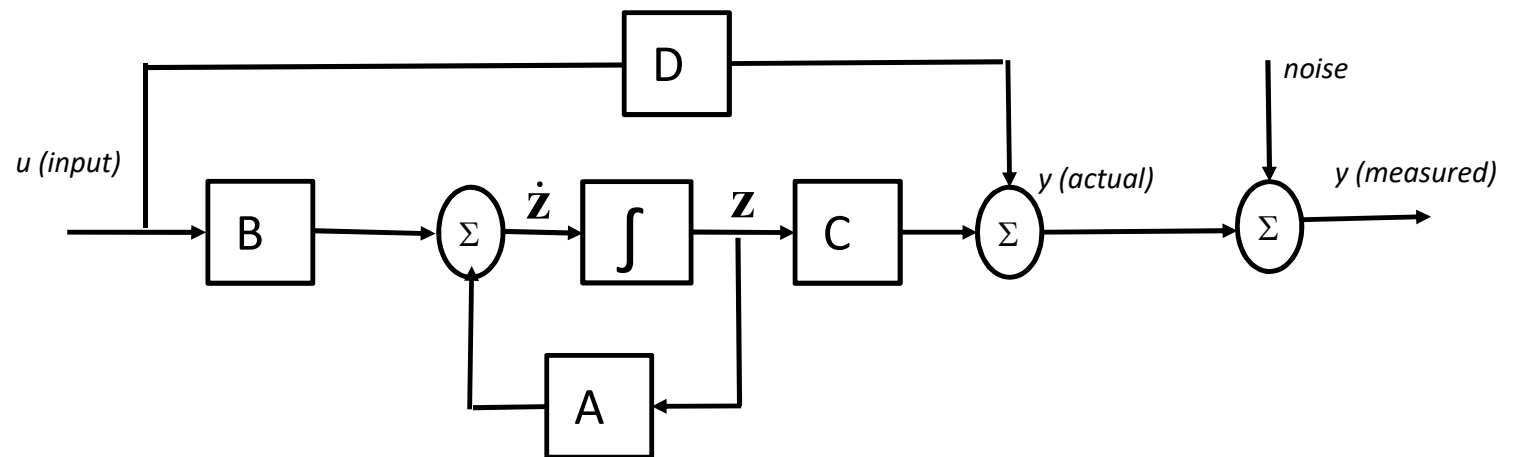 D
noise
u (input)
y (actual)
y (measured)
B
Σ
ż
∫
z
C
Σ
Σ
A